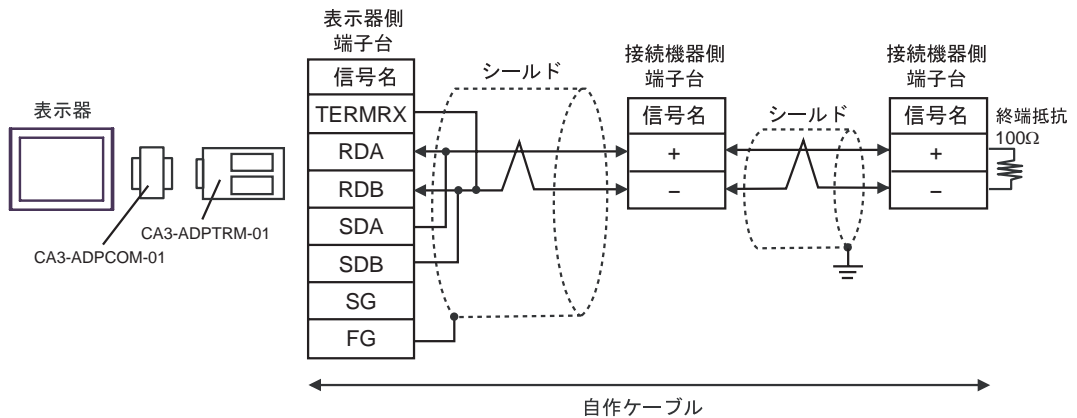 表示器
CA3-ADPCOM-01
CA3-ADPTRM-01
表示器側
端子台
信号名
TERMRX
RDA
RDB
SDA
SDB
SG
FG
シールド
接続機器側
端子台
信号名
+
−
シールド
接続機器側
端子台
信号名
+
−
終端抵抗
100Ω
自作ケーブル